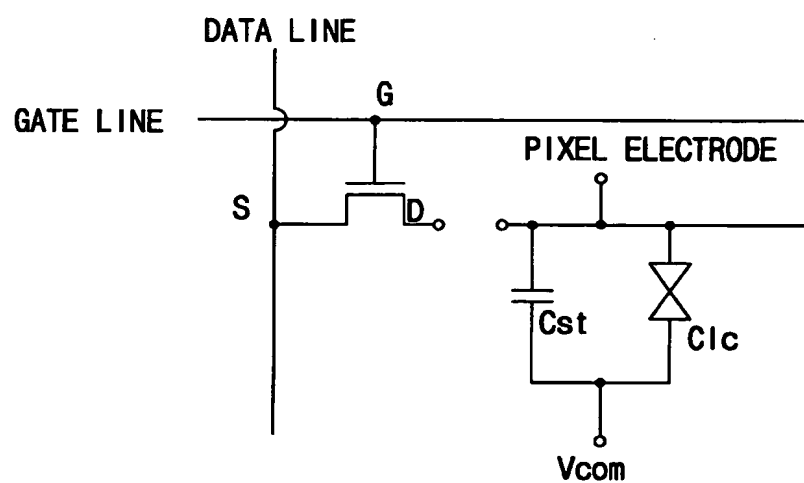 DATA LINE
GATE LINE
G
PIXEL ELECTRODE
S
D
Cst
Clc
Vcom